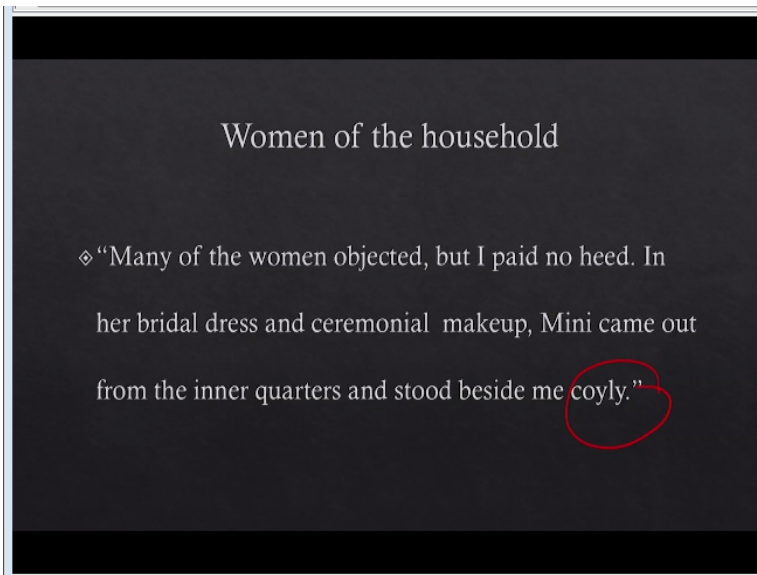 Women of the household
“Many of the women objected, but I paid no heed. In
her bridal dress and ceremonial makeup, Mini came out
from the inner quarters and stood beside me coyly.”